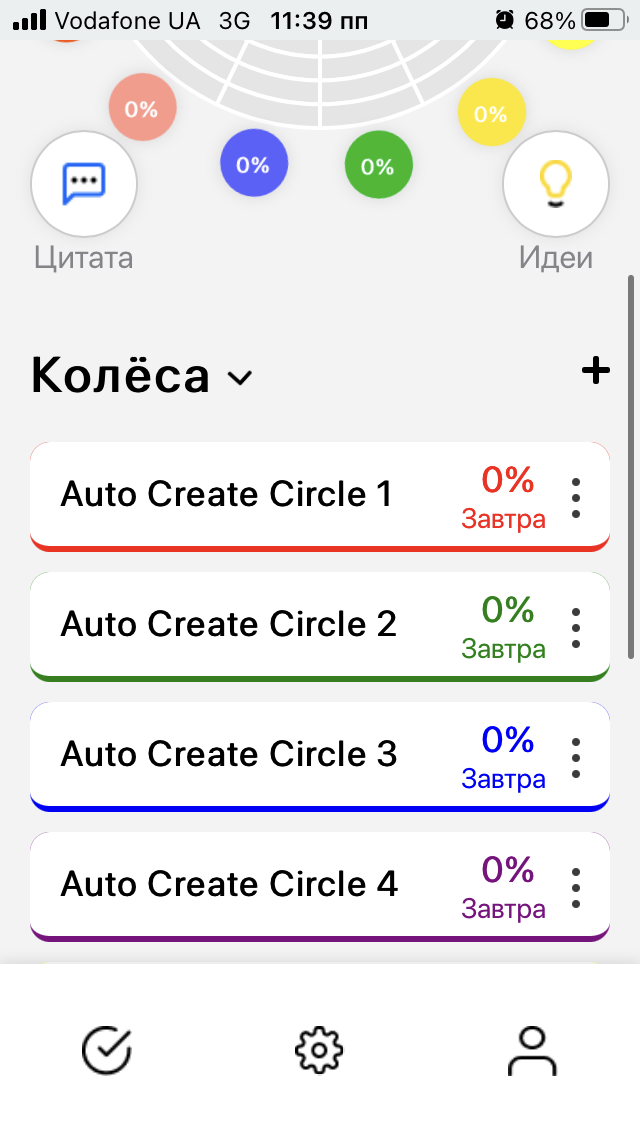 Vodafone UA 3G 11:39 пп 68%
0% 0%
0% 0%
Цитата Идеи
Колёса
Auto Create Circle 1 0%
Завтра
Auto Create Circle 2 0%
Завтра
Auto Create Circle 3 0%
Завтра
Auto Create Circle 4 0%
Завтра